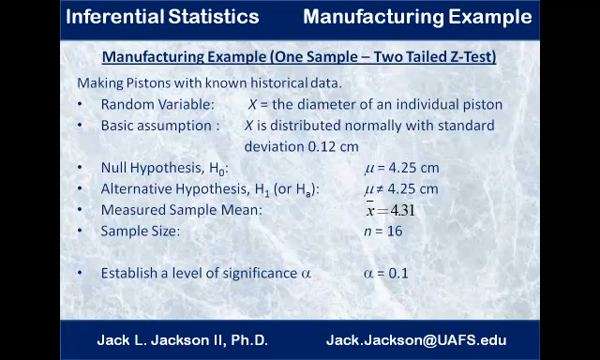 Inferential Statistics Manufacturing Example
Manufacturing Example (One Sample – Two Tailed Z-Test)
Making Pistons with known historical data.
• Random Variable: X = the diameter of an individual piston
• Basic assumption : X is distributed normally with standard
deviation 0.12 cm
• Null Hypothesis, H₀: μ = 4.25 cm
• Alternative Hypothesis, H₁ (or Hₐ): μ ≠ 4.25 cm
• Measured Sample Mean: x̄ = 4.31
• Sample Size: n = 16
• Establish a level of significance α α = 0.1
Jack L. Jackson II, Ph.D. Jack.Jackson@UAFS.edu